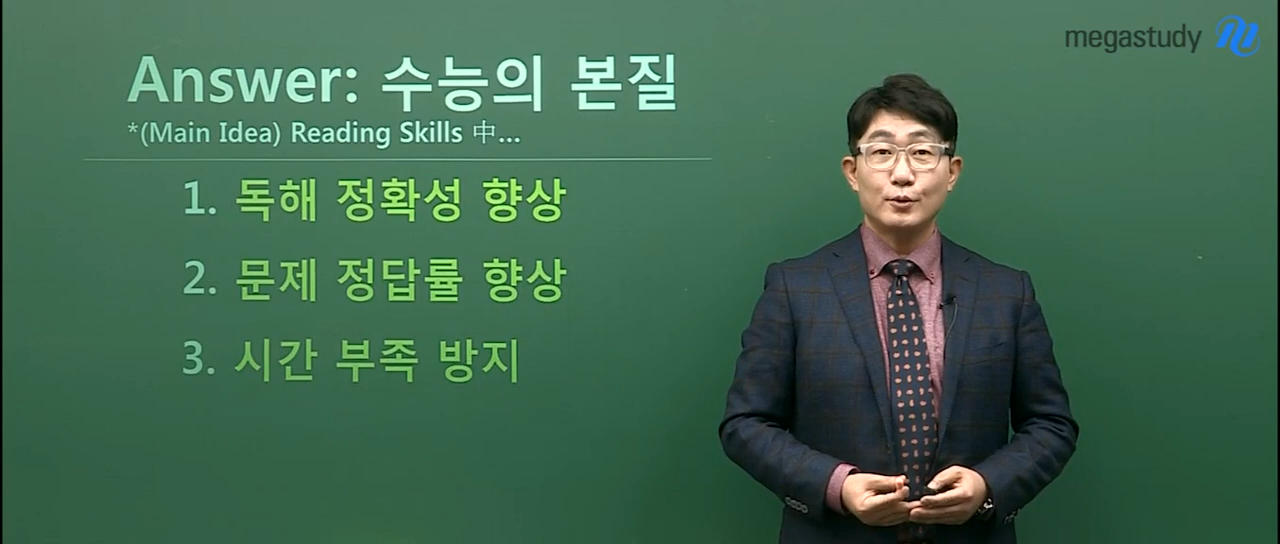 megastudy
Answer: 수능의 본질
*(Main Idea) Reading Skills 中...
1. 독해 정확성 향상
2. 문제 정답률 향상
3. 시간 부족 방지